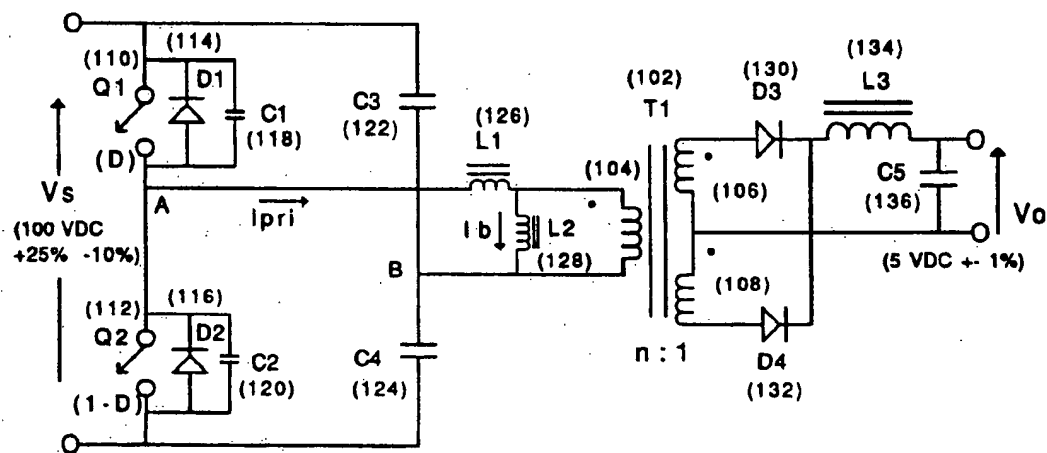 (110)
(114)
Q1
D1
C1
(118)
(D)
Vs
(100 VDC
+25% -10%)
A
Ipri
(112)
(116)
Q2
D2
C2
(120)
(1-D)
C3
(122)
B
C4
(124)
(126)
L1
Ib
L2
(128)
(104)
(102)
T1
(106)
(108)
n : 1
(130)
D3
D4
(132)
(134)
L3
C5
(136)
Vo
(5 VDC +- 1%)